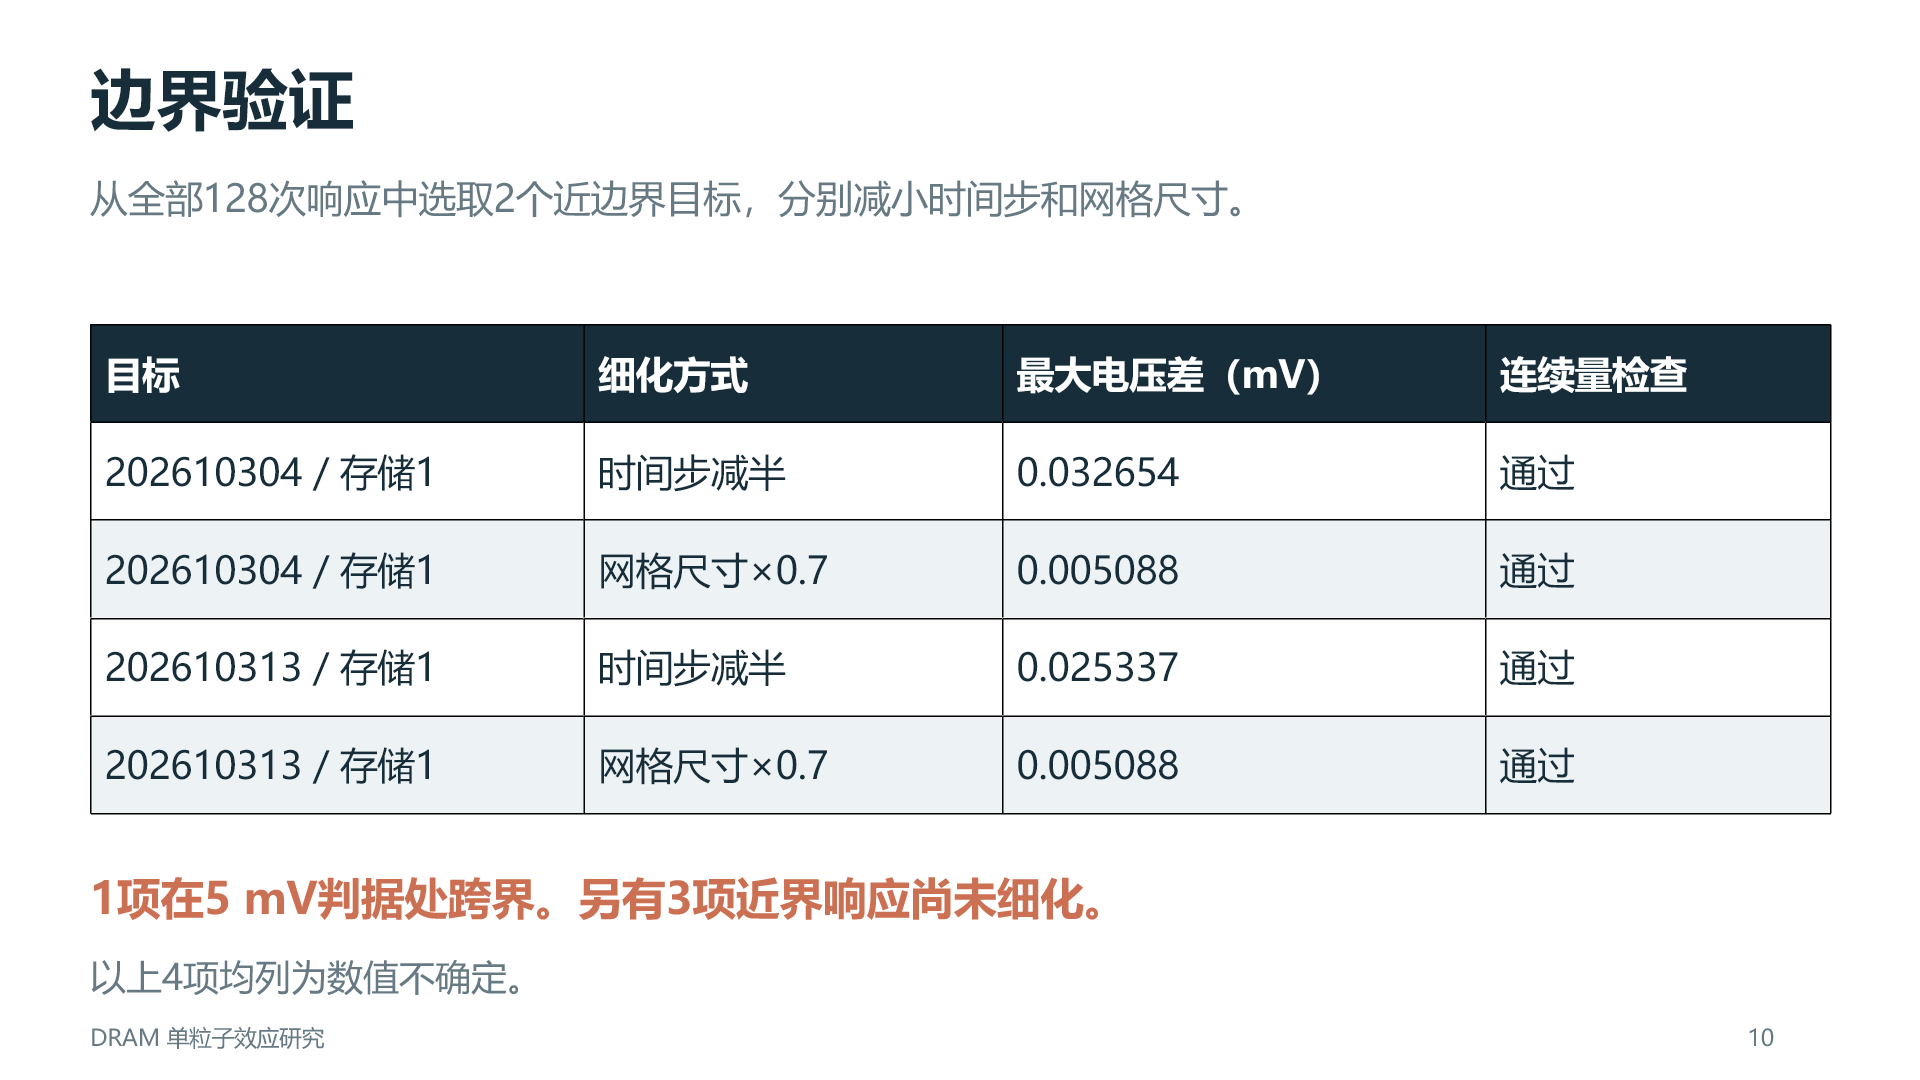 边界验证
从全部128次响应中选取2个近边界目标，分别减小时间步和网格尺寸。
目标 细化方式 最大电压差（mV） 连续量检查
202610304 / 存储1 时间步减半 0.032654 通过
202610304 / 存储1 网格尺寸×0.7 0.005088 通过
202610313 / 存储1 时间步减半 0.025337 通过
202610313 / 存储1 网格尺寸×0.7 0.005088 通过
1项在5 mV判据处跨界。另有3项近界响应尚未细化。
以上4项均列为数值不确定。
DRAM 单粒子效应研究 10